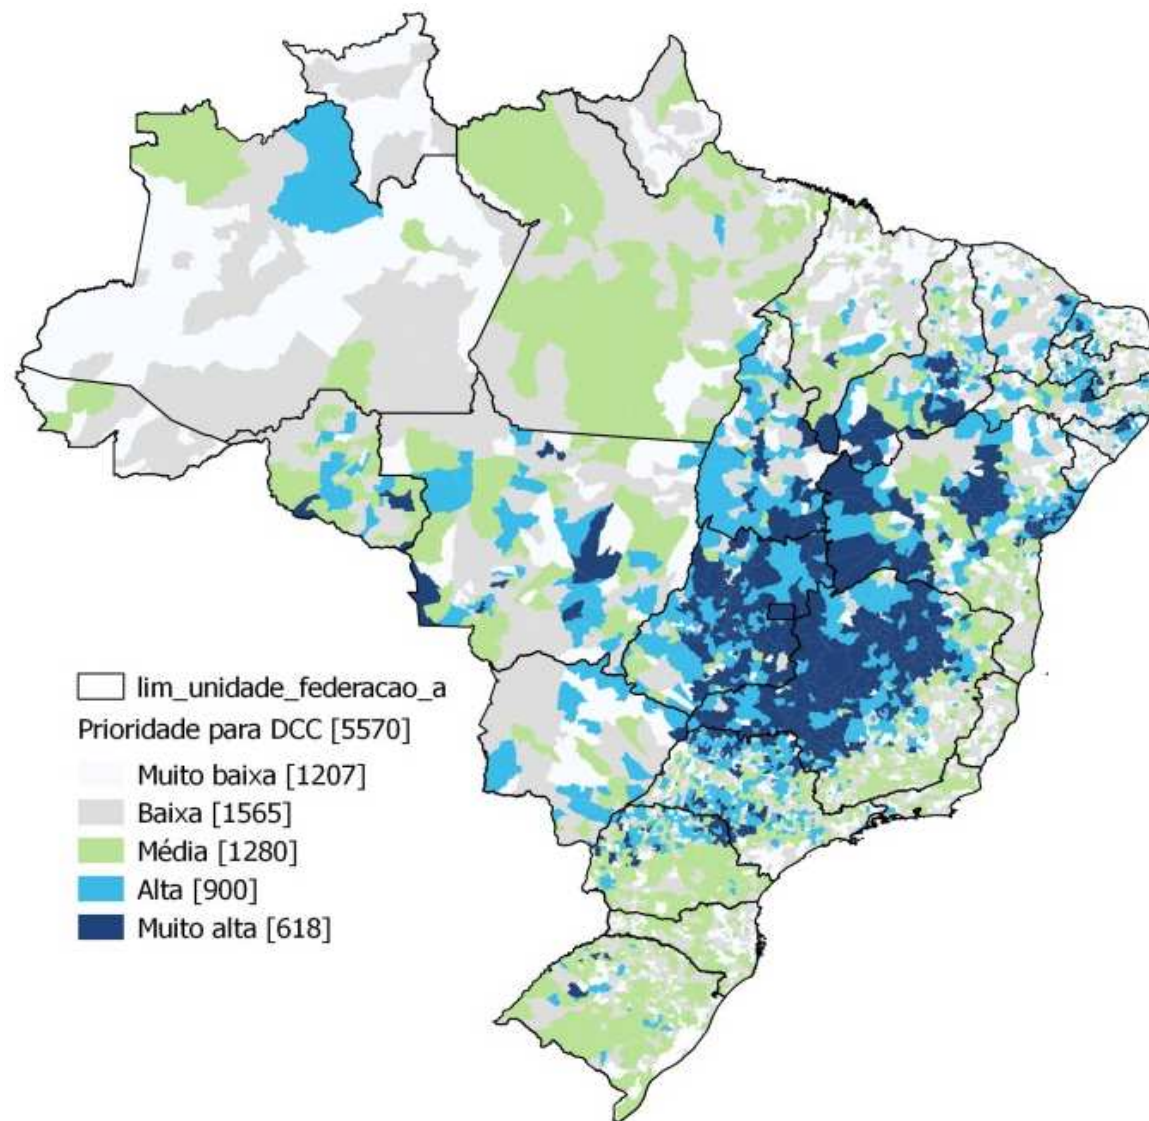 lim_unidade_federacao_a
Prioridade para DCC [5570]
Muito baixa [1207]
Baixa [1565]
Média [1280]
Alta [900]
Muito alta [618]